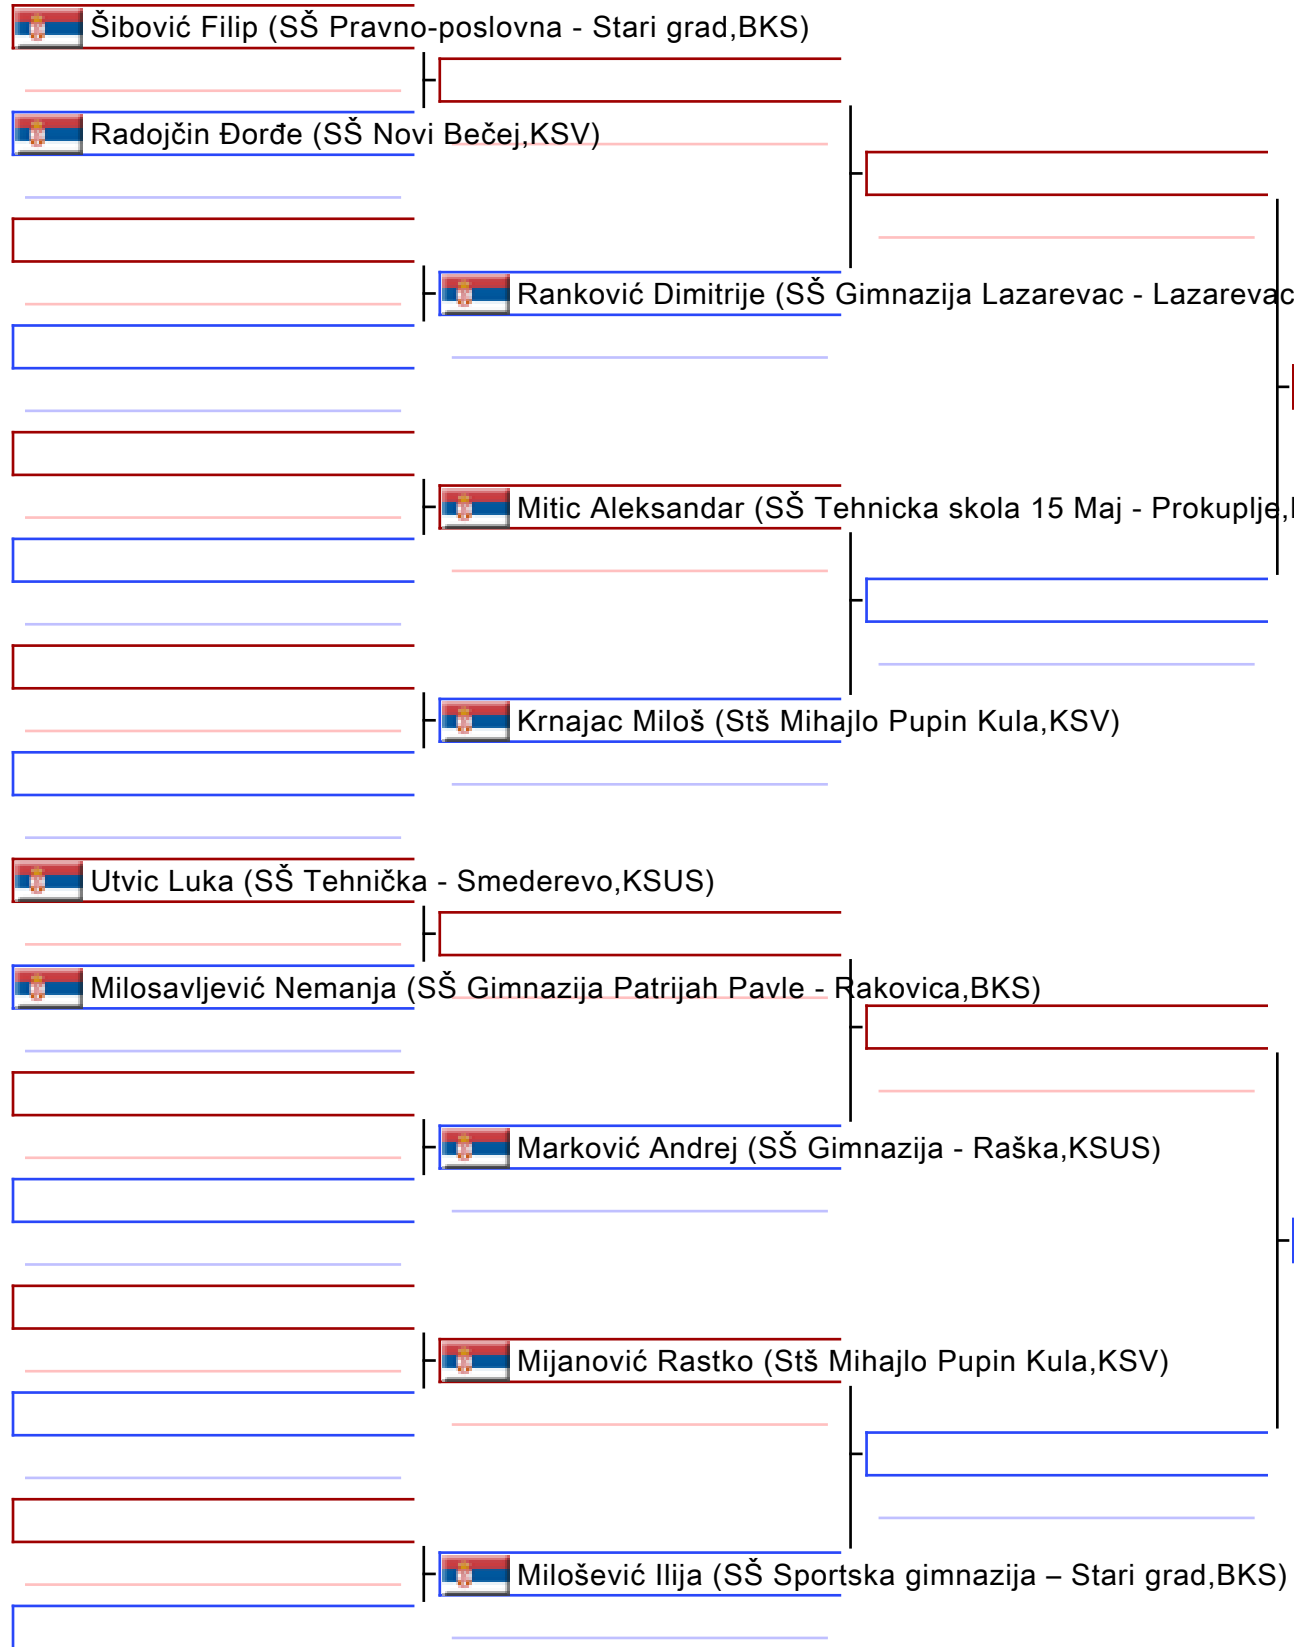 Šibović Filip (SŠ Pravno-poslovna - Stari grad,BKS)
Radojčin Đorđe (SŠ Novi Bečej,KSV)
Ranković Dimitrije (SŠ Gimnazija Lazarevac - Lazarevac
Mitic Aleksandar (SŠ Tehnicka skola 15 Maj - Prokuplje,
Krnajac Miloš (Stš Mihajlo Pupin Kula,KSV)
Utvic Luka (SŠ Tehnička - Smederevo,KSUS)
Milosavljević Nemanja (SŠ Gimnazija Patrijah Pavle - Rakovica,BKS)
Marković Andrej (SŠ Gimnazija - Raška,KSUS)
Mijanović Rastko (Stš Mihajlo Pupin Kula,KSV)
Milošević Ilija (SŠ Sportska gimnazija – Stari grad,BKS)